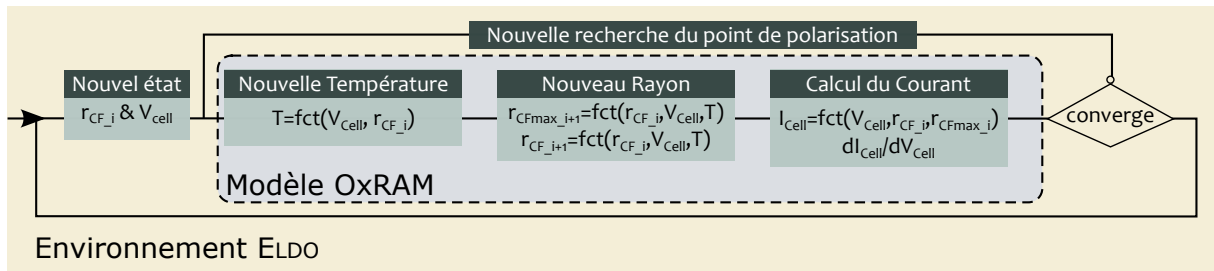 Nouvelle recherche du point de polarisation
Nouvel état
r_CF_i & V_cell
Nouvelle Température
T=fct(V_Cell, r_CF_i)
Nouveau Rayon
r_CFmax_i+1=fct(r_CF_i,V_Cell,T)
r_CF_i+1=fct(r_CF_i,V_Cell,T)
Calcul du Courant
I_Cell=fct(V_Cell,r_CF_i,r_CFmax_i)
dI_Cell/dV_Cell
converge
Modèle OxRAM
Environnement ELDO